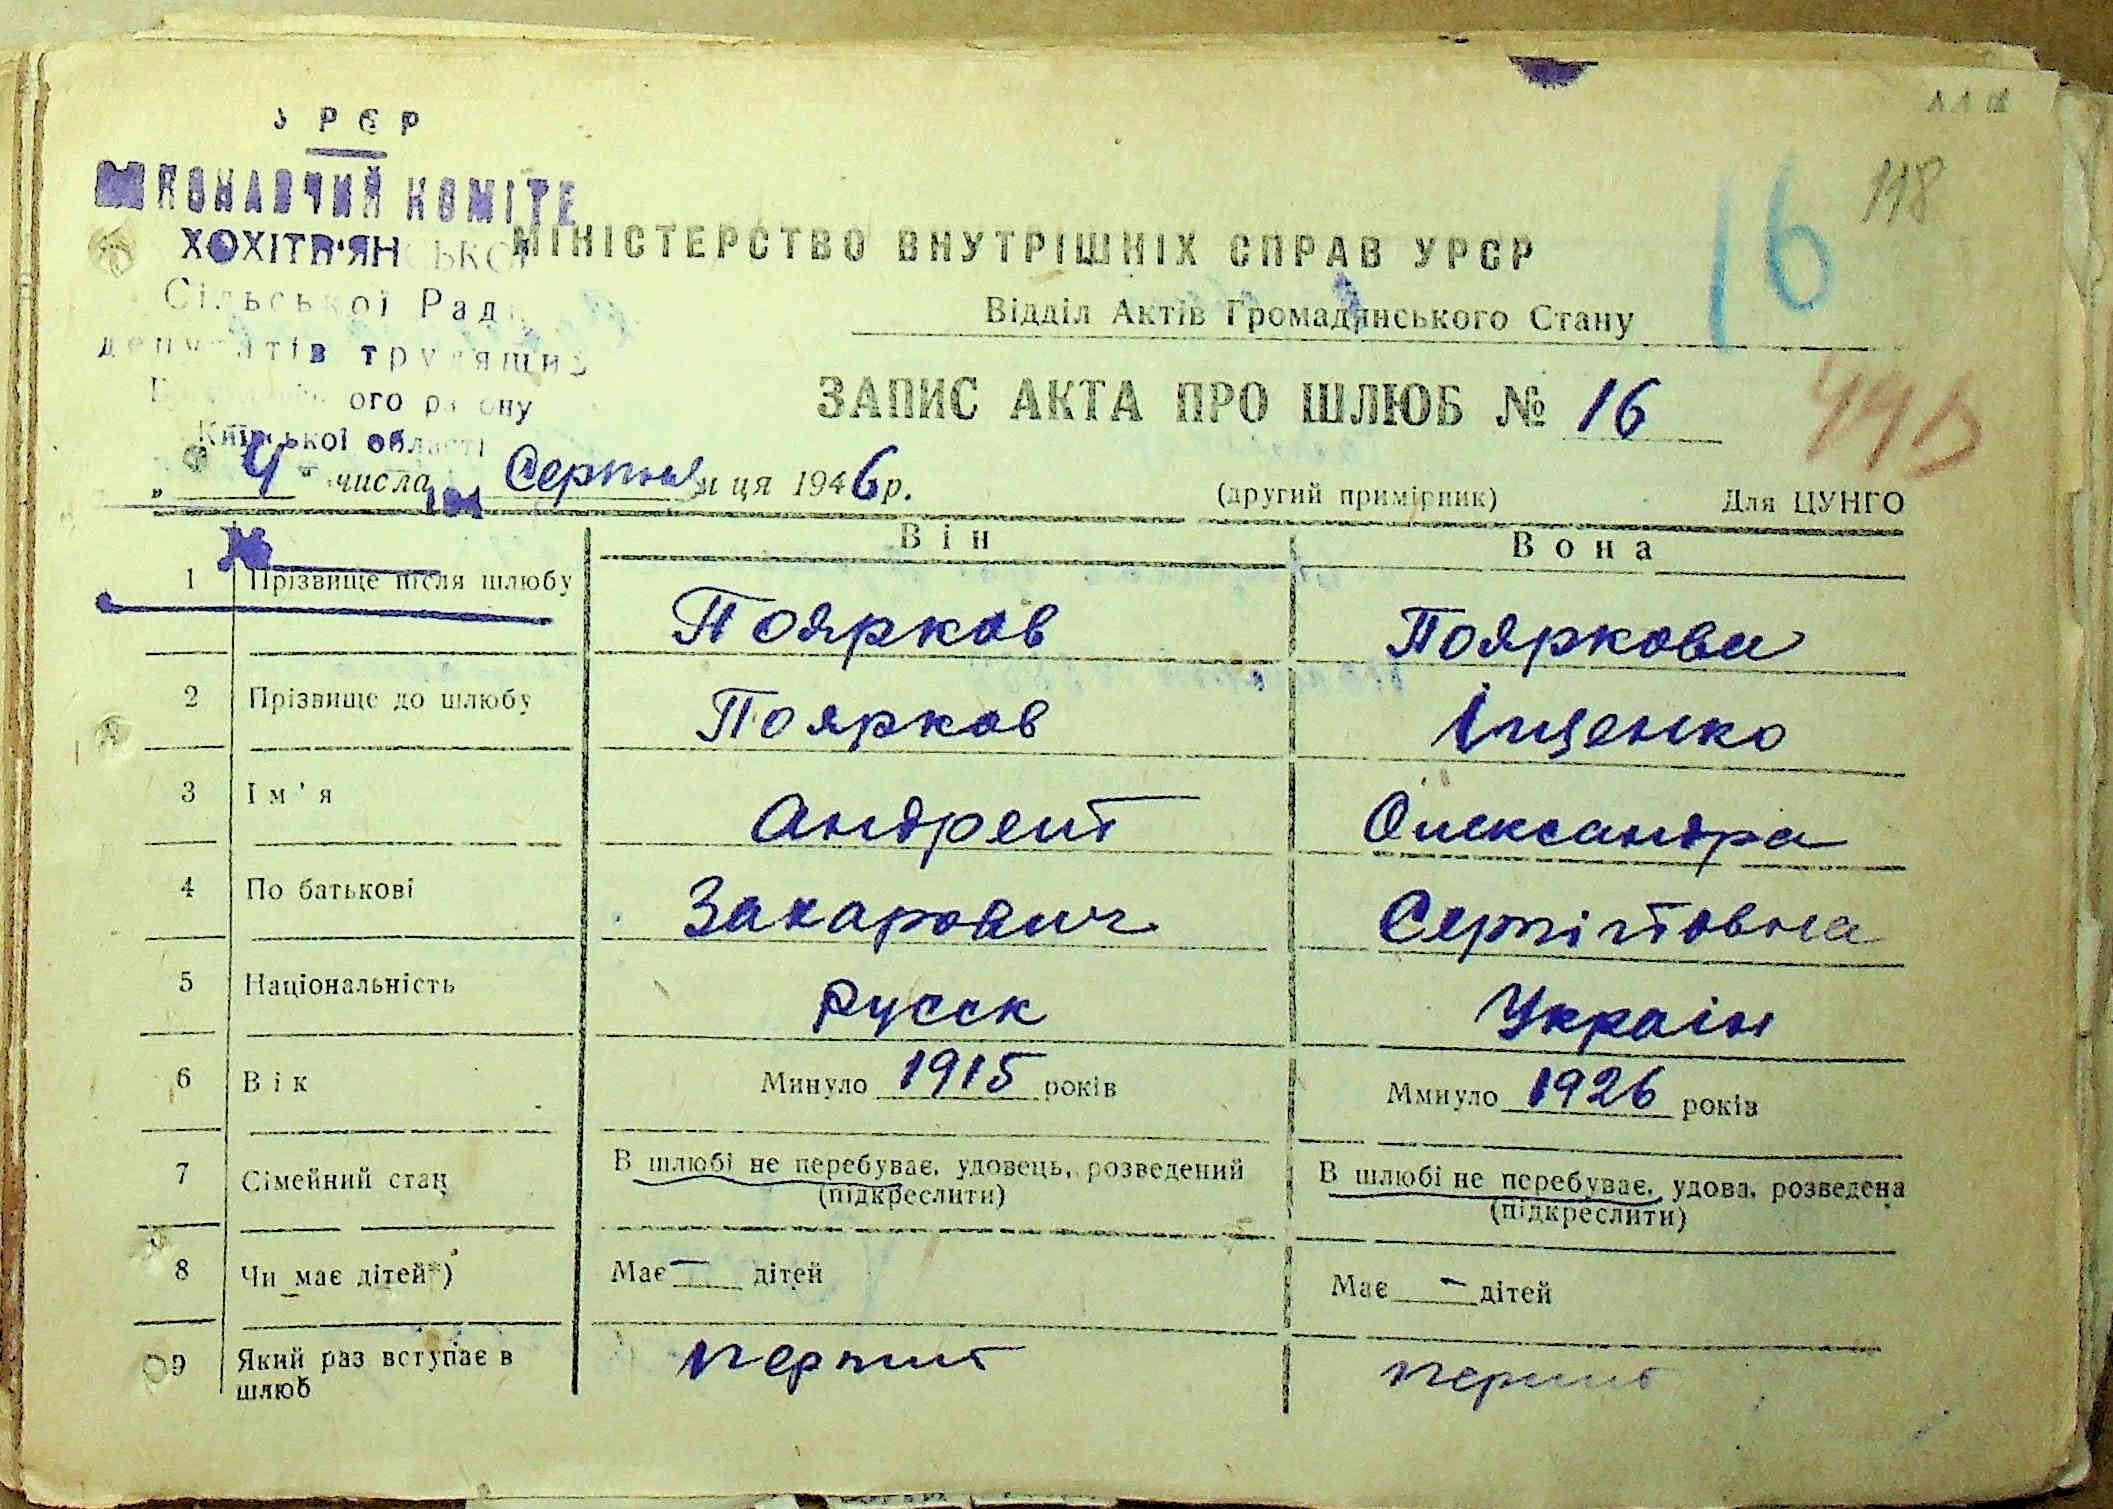 УРСР
ВИКОНАВЧИЙ КОМІТЕ
ХОХІТВ'ЯНСЬКОЇ
Сільської Ради
депутатів трудящих
ого району
Київської області
16
118
МІНІСТЕРСТВО ВНУТРІШНІХ СПРАВ УРСР
Відділ Актів Громадянського Стану
ЗАПИС АКТА ПРО ШЛЮБ № 16
„ 4 " числа Серпня м ця 1946 р.
(другий примірник) Для ЦУНГО
Він Вона
1 Прізвище після шлюбу Поярков Пояркова
2 Прізвище до шлюбу Поярков Іщенко
3 Ім'я Андрей Олександра
4 По батькові Захарович Сергіївна
5 Національність Русск Україн
6 Вік Минуло 1915 років Ммнуло 1926 років
7 Сімейний стан В шлюбі не перебуває, удовець, розведений В шлюбі не перебуває, удова, розведена
(підкреслити) (підкреслити)
8 Чи має дітей*) Має — дітей Має — дітей
9 Який раз вступає в
шлюб